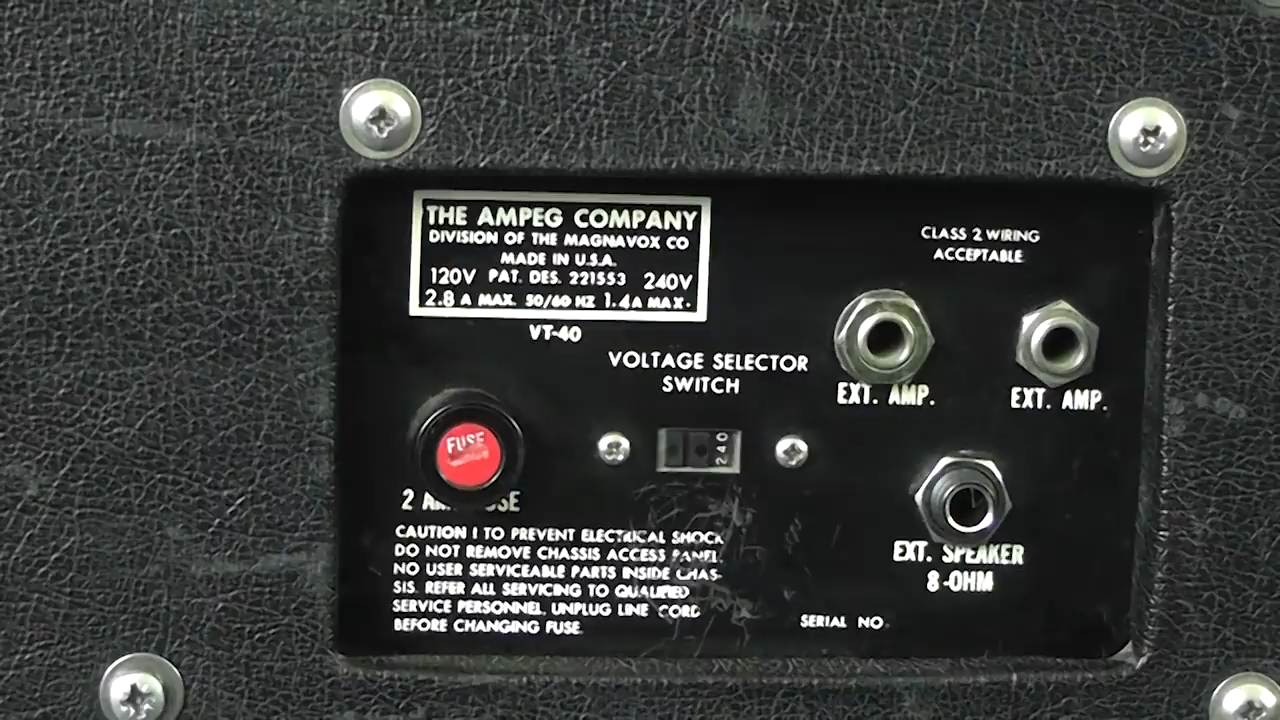 THE AMPEG COMPANY
DIVISION OF THE MAGNAVOX CO
MADE IN U.S.A.
120V PAT. DES. 221553 240V
2.8 A MAX. 50/60 HZ 1.4A MAX.
VT-40
CLASS 2 WIRING
ACCEPTABLE
VOLTAGE SELECTOR
SWITCH
EXT. AMP.
EXT. AMP.
240
FUSE
2
EXT. SPEAKER
8-OHM
CAUTION ! TO PREVENT ELECTRICAL SHOCK
DO NOT REMOVE CHASSIS ACCESS PANEL.
NO USER SERVICEABLE PARTS INSIDE CHAS-
SIS. REFER ALL SERVICING TO QUALIFIED
SERVICE PERSONNEL. UNPLUG LINE CORD
BEFORE CHANGING FUSE.
SERIAL NO.